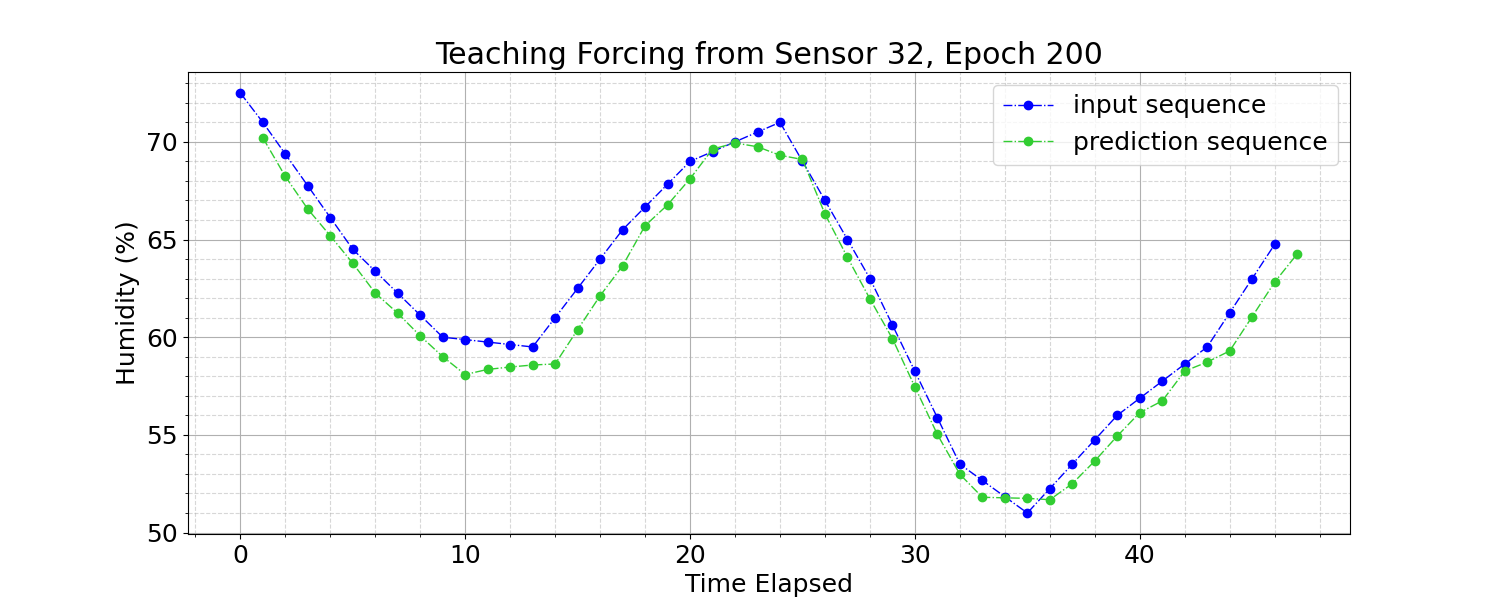 Teaching Forcing from Sensor 32, Epoch 200
input sequence
prediction sequence
Humidity (%)
70
65
60
55
50
0 10 20 30 40
Time Elapsed